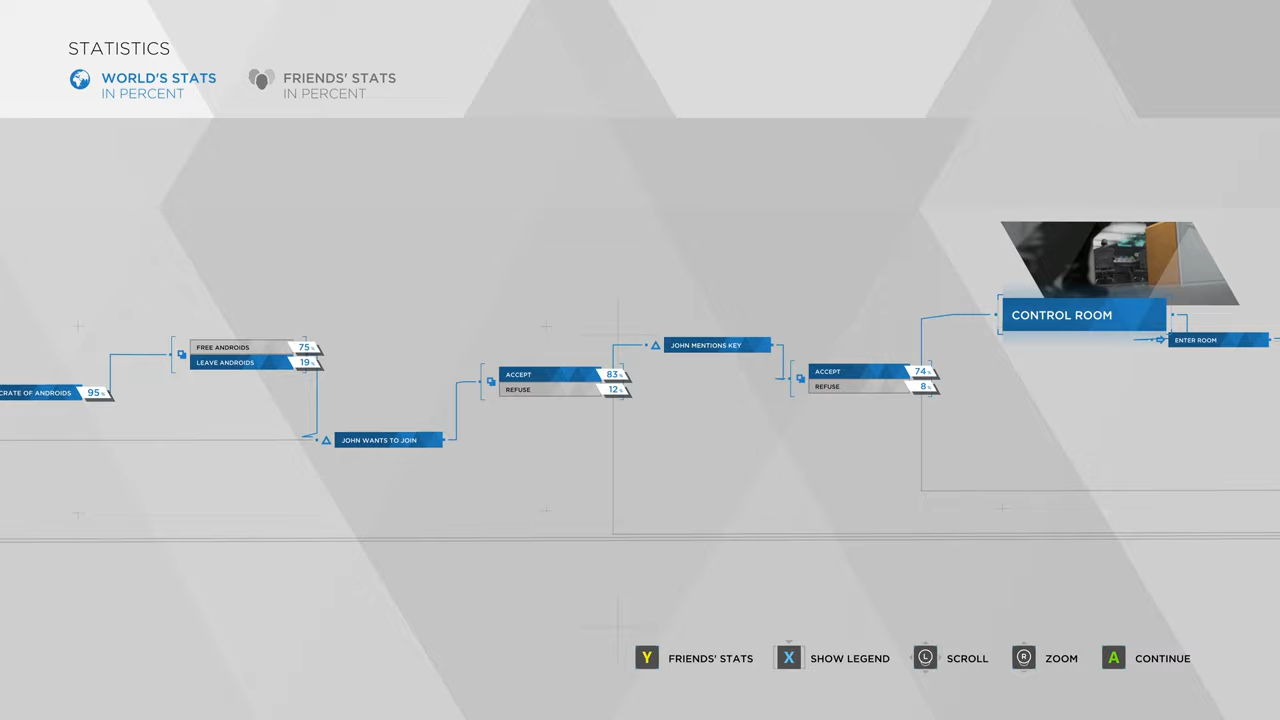 STATISTICS
WORLD'S STATS
IN PERCENT
FRIENDS' STATS
IN PERCENT
CRATE OF ANDROIDS 95%
FREE ANDROIDS 75%
LEAVE ANDROIDS 19%
JOHN WANTS TO JOIN
ACCEPT 83%
REFUSE 12%
JOHN MENTIONS KEY
ACCEPT 74%
REFUSE 8%
CONTROL ROOM
ENTER ROOM
Y FRIENDS' STATS
X SHOW LEGEND
L SCROLL
R ZOOM
A CONTINUE